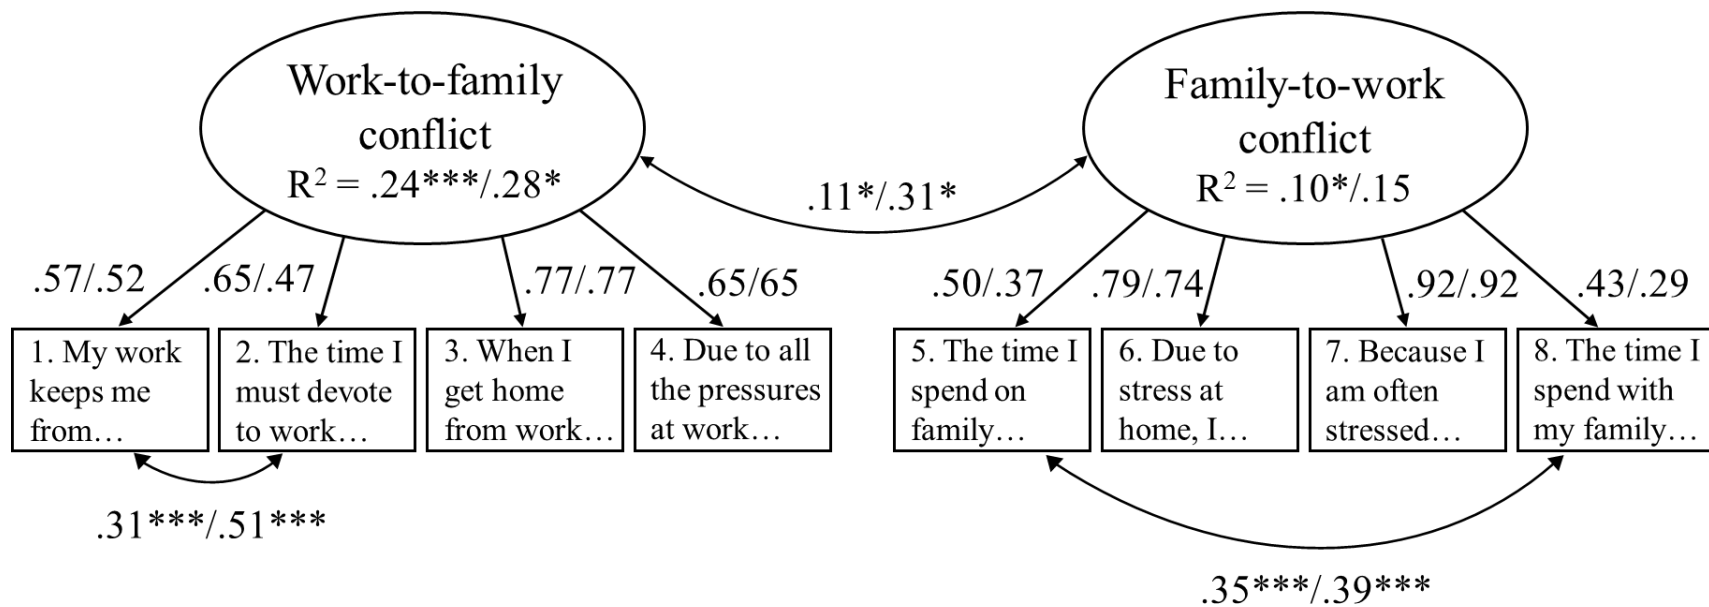 Work-to-family
conflict
R² = .24***/.28*
Family-to-work
conflict
R² = .10*/.15
.11*/.31*
.57/.52
.65/.47
.77/.77
.65/65
.50/.37
.79/.74
.92/.92
.43/.29
1. My work
keeps me
from…
2. The time I
must devote
to work…
3. When I
get home
from work…
4. Due to all
the pressures
at work…
5. The time I
spend on
family…
6. Due to
stress at
home, I…
7. Because I
am often
stressed…
8. The time I
spend with
my family…
.31***/.51***
.35***/.39***